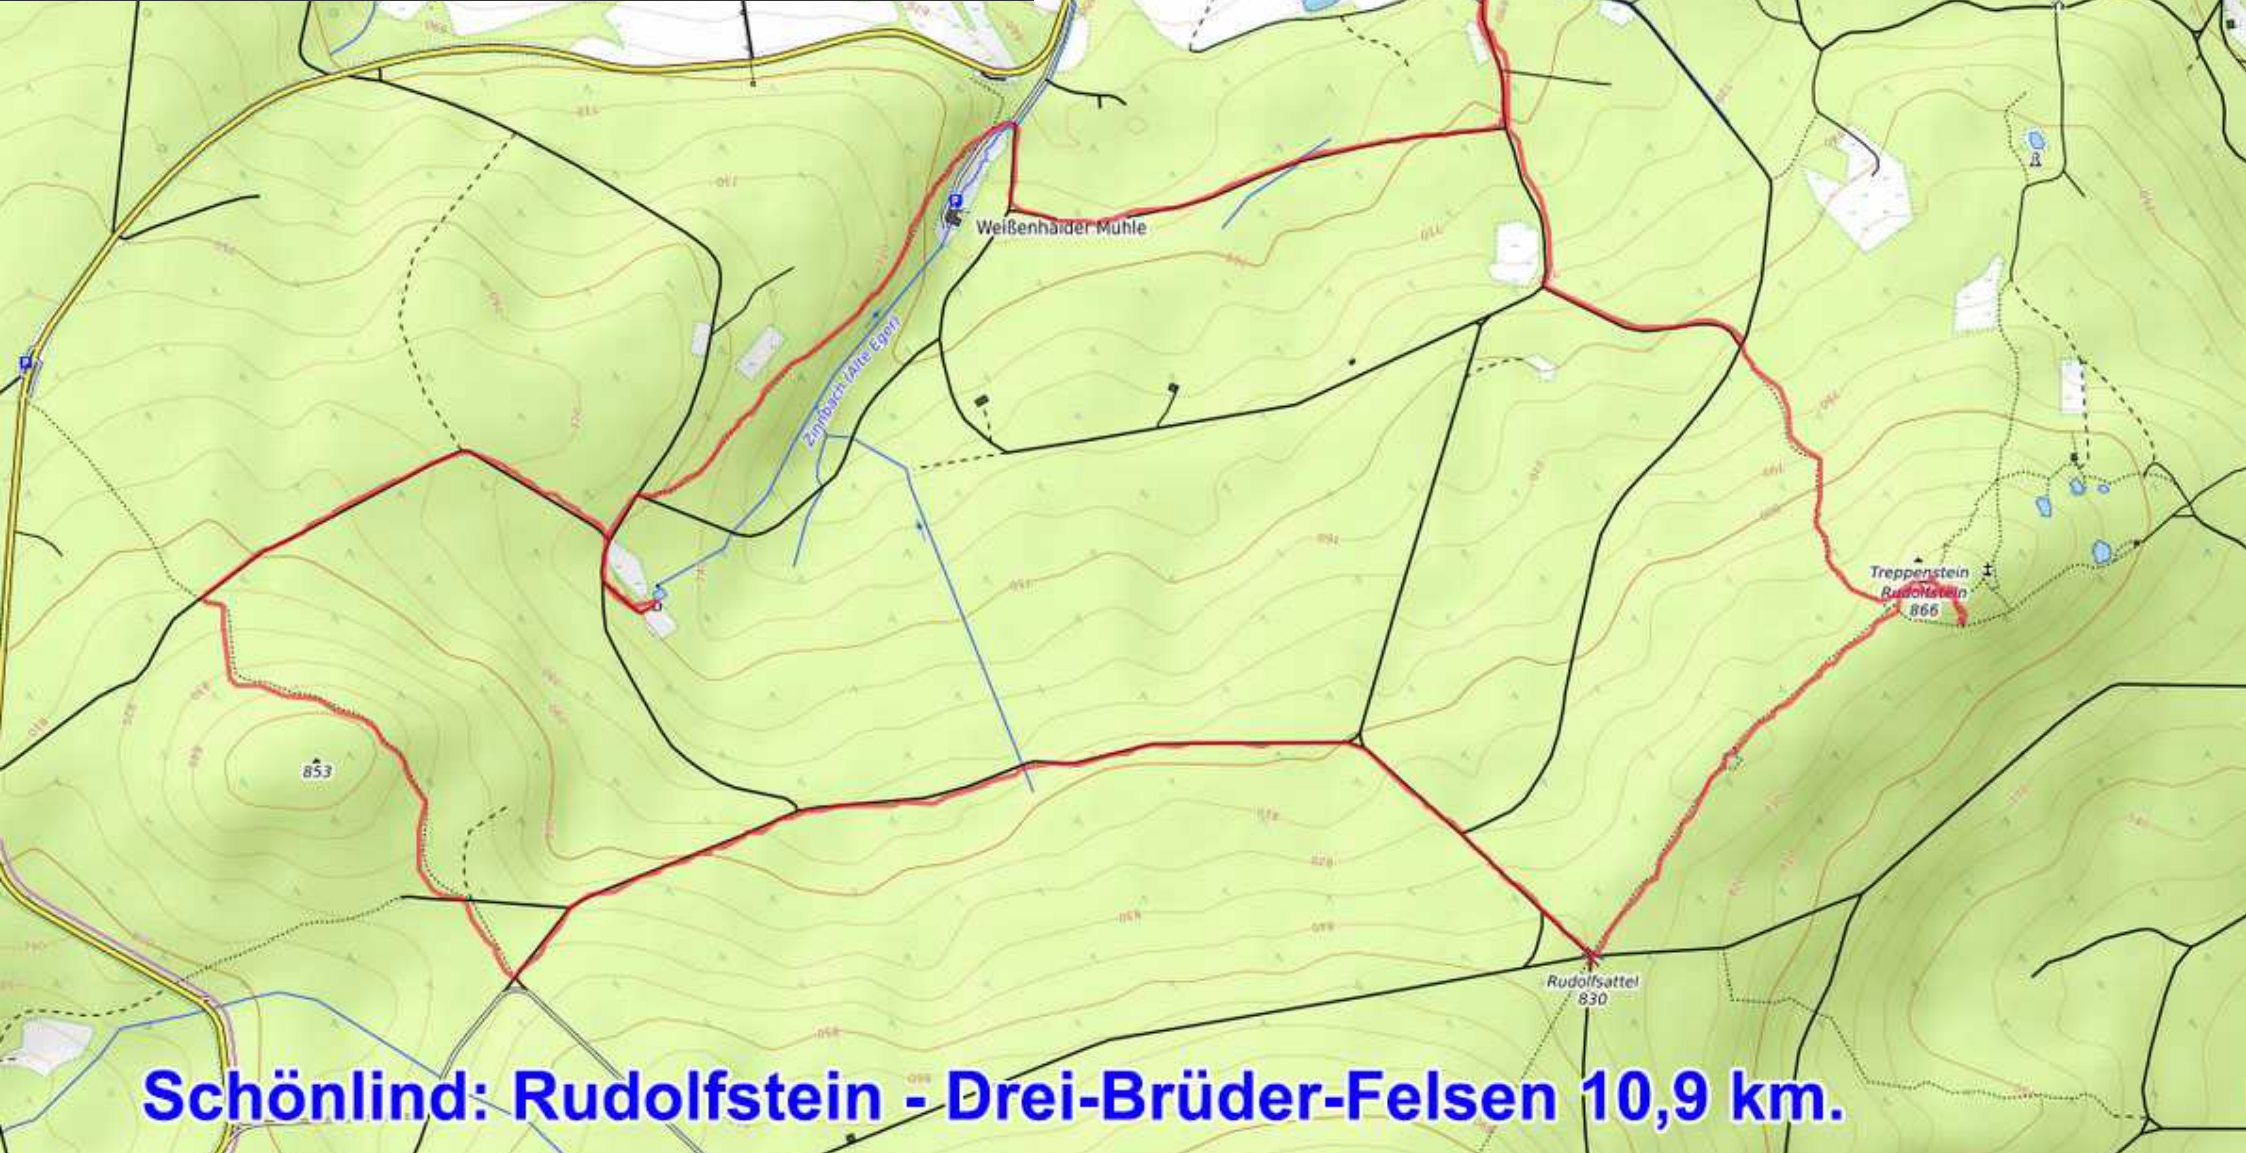 P
Weißenhaider Mühle
P
Zinnbach (Alte Eger)
Treppenstein
Rudolfstein
866
853
Rudolfsattel
830
Schönlind: Rudolfstein - Drei-Brüder-Felsen 10,9 km.